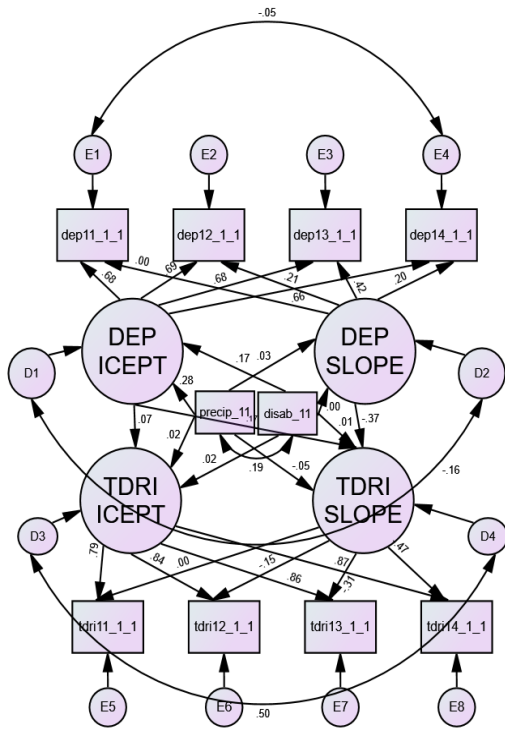 -.05
E1
E2
E3
E4
dep11_1_1
dep12_1_1
dep13_1_1
dep14_1_1
.00
.68
.69
.68
.21
.66
.42
.20
DEP
ICEPT
DEP
SLOPE
D1
D2
.17
.03
.28
precip_11
disab_11
.00
.01
-.37
.07
.02
.02
.19
-.05
-.16
TDRI
ICEPT
TDRI
SLOPE
D3
D4
.79
.00
.84
-.15
.86
-.31
.87
.47
tdri11_1_1
tdri12_1_1
tdri13_1_1
tdri14_1_1
E5
E6
E7
E8
.50